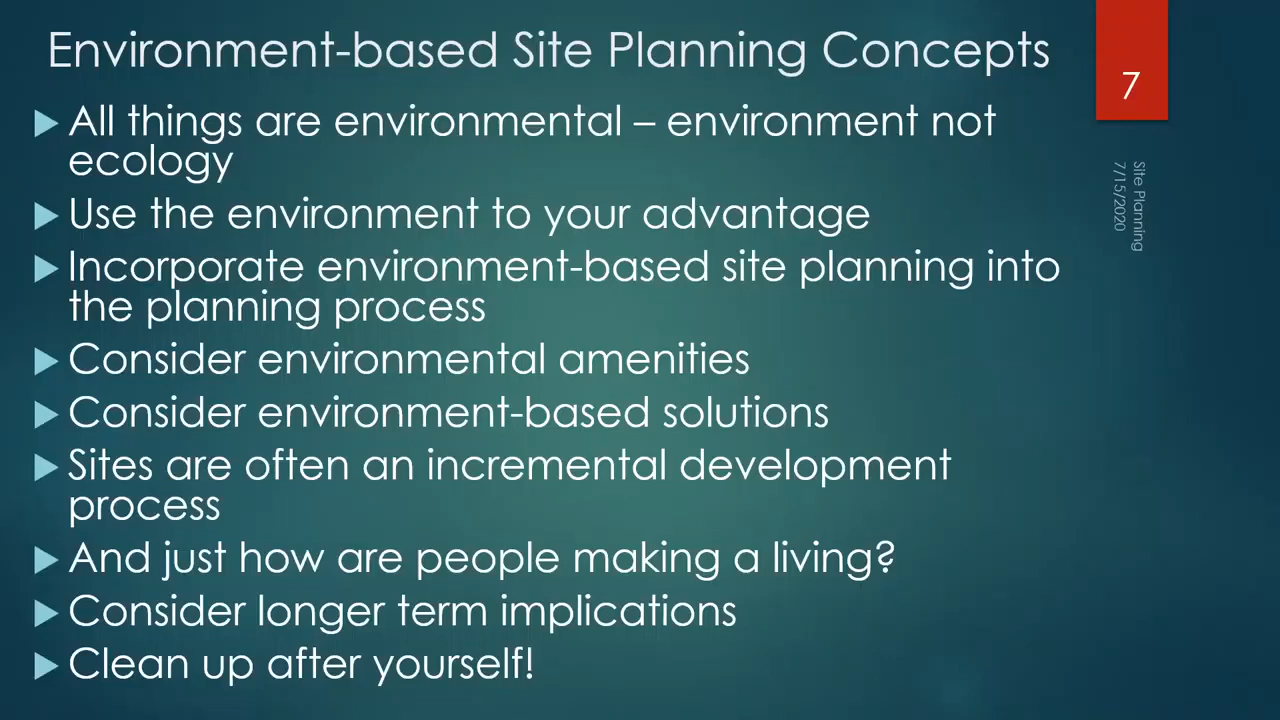 Environment-based Site Planning Concepts
7
All things are environmental – environment not
ecology
Use the environment to your advantage
Incorporate environment-based site planning into
the planning process
Consider environmental amenities
Consider environment-based solutions
Sites are often an incremental development
process
And just how are people making a living?
Consider longer term implications
Clean up after yourself!
Site Planning
7/15/2020